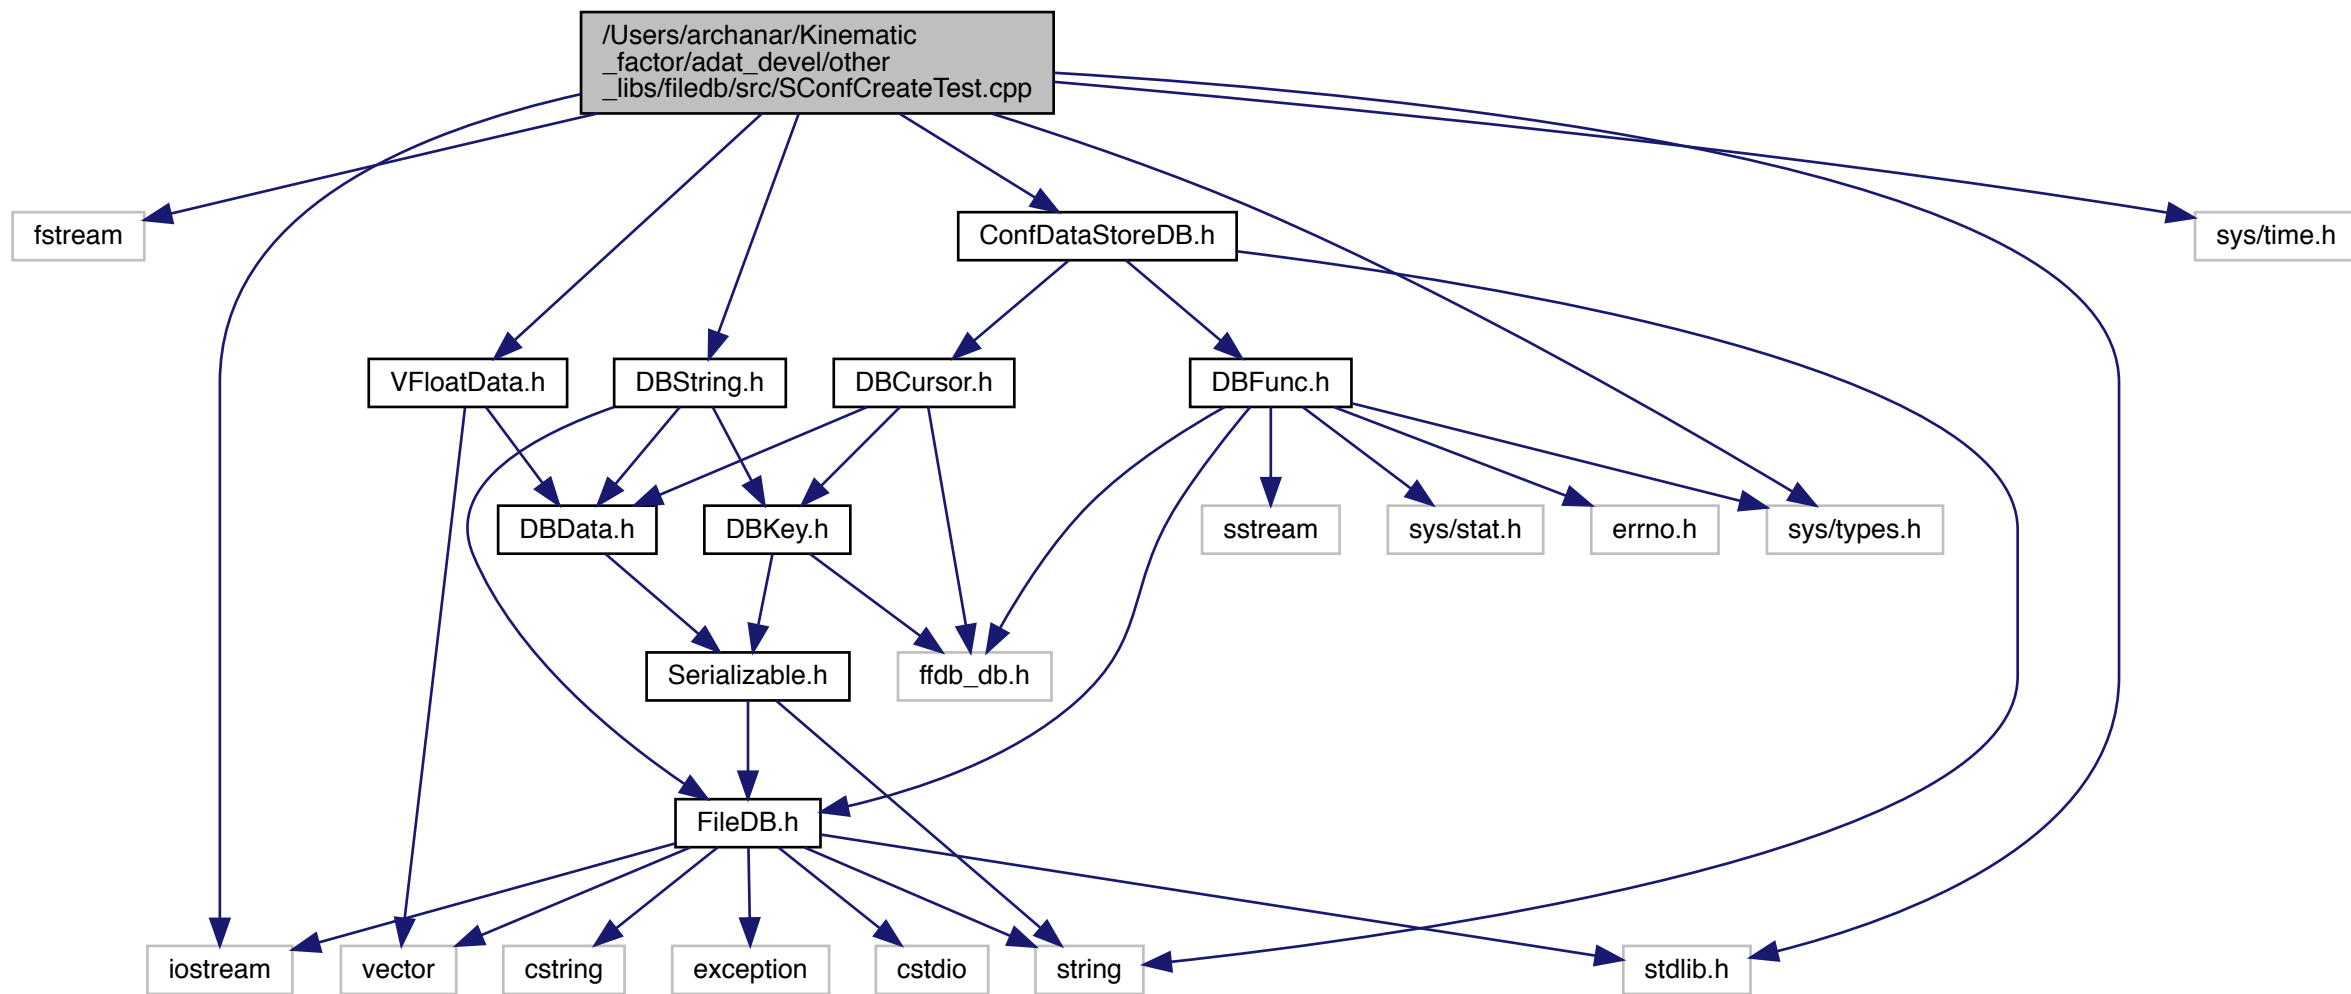 /Users/archanar/Kinematic
_factor/adat_devel/other
_libs/filedb/src/SConfCreateTest.cpp
fstream
ConfDataStoreDB.h
sys/time.h
VFloatData.h
DBString.h
DBCursor.h
DBFunc.h
DBData.h
DBKey.h
sstream
sys/stat.h
errno.h
sys/types.h
Serializable.h
ffdb_db.h
FileDB.h
iostream
vector
cstring
exception
cstdio
string
stdlib.h